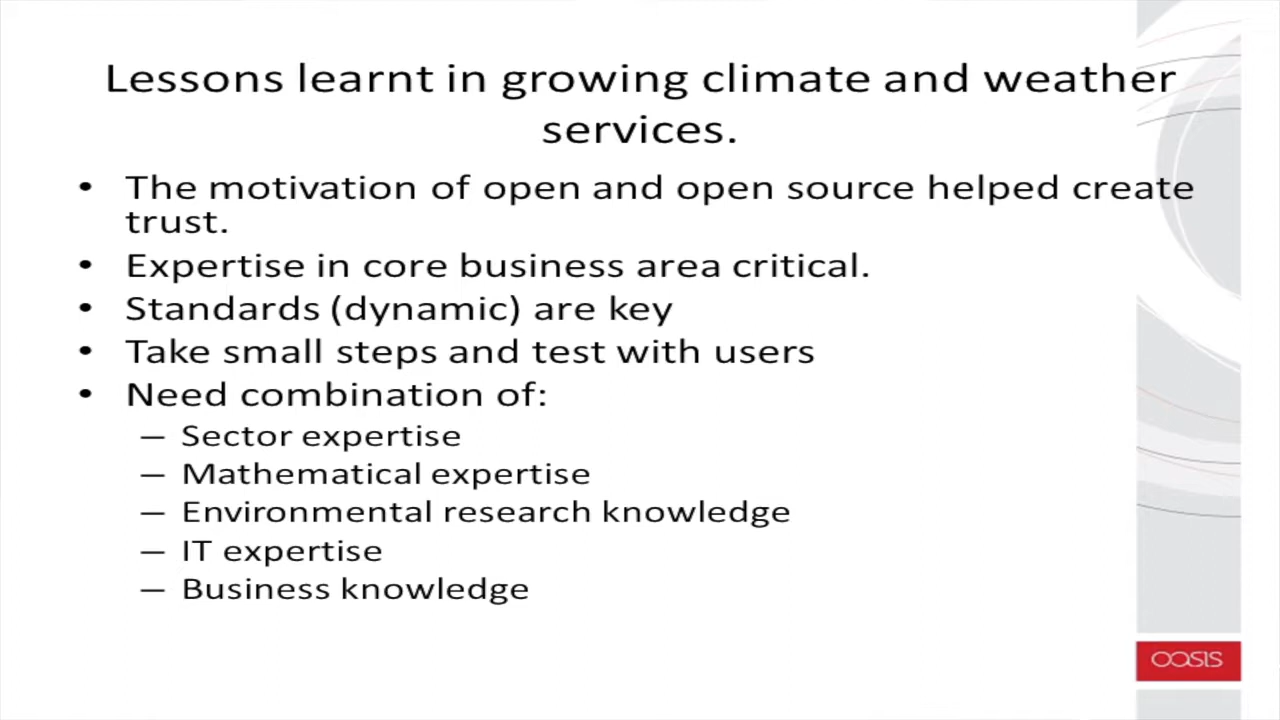 Lessons learnt in growing climate and weather
services.
• The motivation of open and open source helped create
trust.
• Expertise in core business area critical.
• Standards (dynamic) are key
• Take small steps and test with users
• Need combination of:
– Sector expertise
– Mathematical expertise
– Environmental research knowledge
– IT expertise
– Business knowledge
OASIS